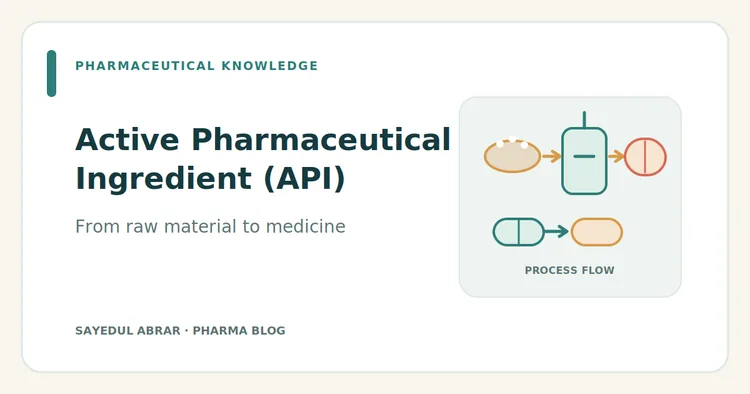 PHARMACEUTICAL KNOWLEDGE
Active Pharmaceutical
Ingredient (API)
From raw material to medicine
PROCESS FLOW
SAYEDUL ABRAR · PHARMA BLOG